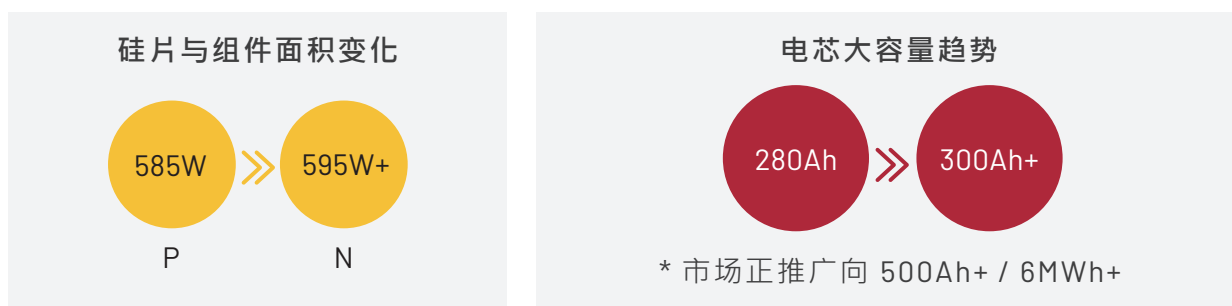 硅片与组件面积变化
585W
595W+
P
N
电芯大容量趋势
280Ah
300Ah+
* 市场正推广向 500Ah+ / 6MWh+